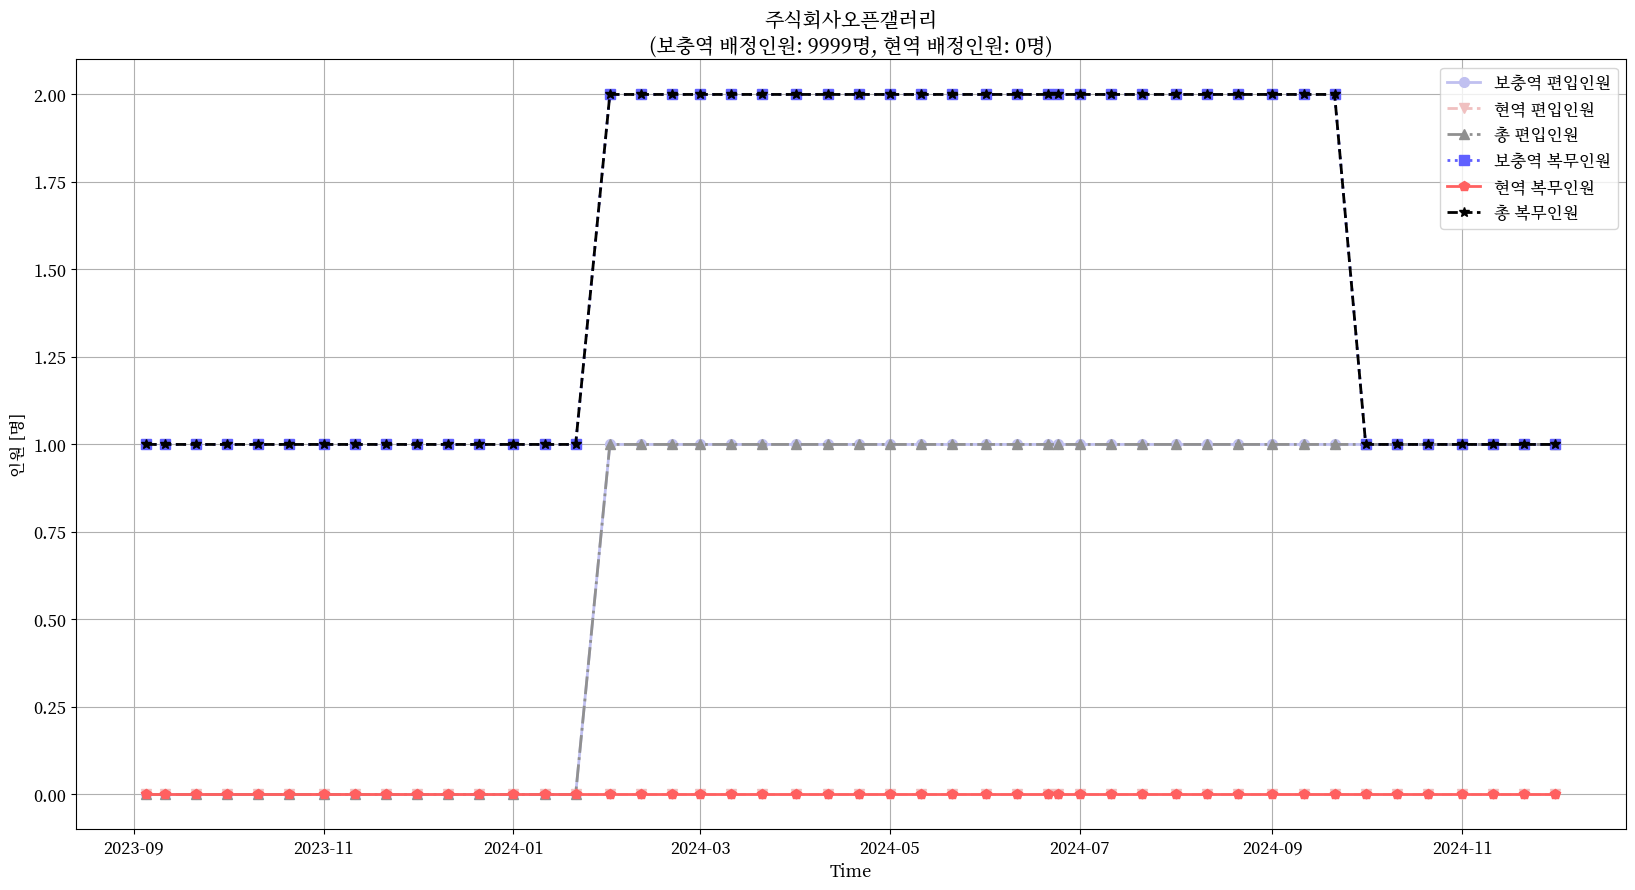 주식회사오픈갤러리
(보충역 배정인원: 9999명, 현역 배정인원: 0명)
보충역 편입인원
현역 편입인원
총 편입인원
보충역 복무인원
현역 복무인원
총 복무인원
2.00
1.75
1.50
1.25
1.00
0.75
0.50
0.25
0.00
인원 [명]
2023-09
2023-11
2024-01
2024-03
2024-05
2024-07
2024-09
2024-11
Time